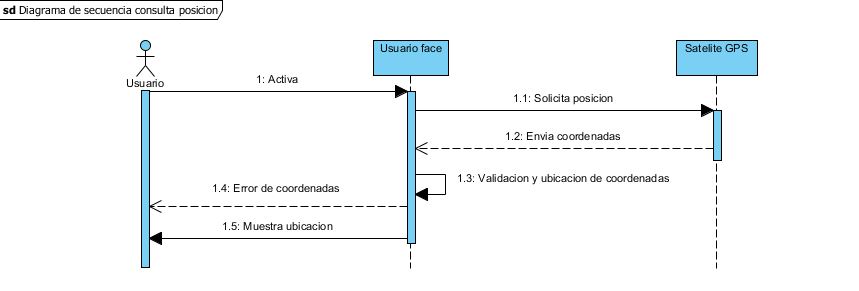 sd Diagrama de secuencia consulta posicion
Usuario
Usuario face
Satelite GPS
1: Activa
1.1: Solicita posicion
1.2: Envia coordenadas
1.3: Validacion y ubicacion de coordenadas
1.4: Error de coordenadas
1.5: Muestra ubicacion